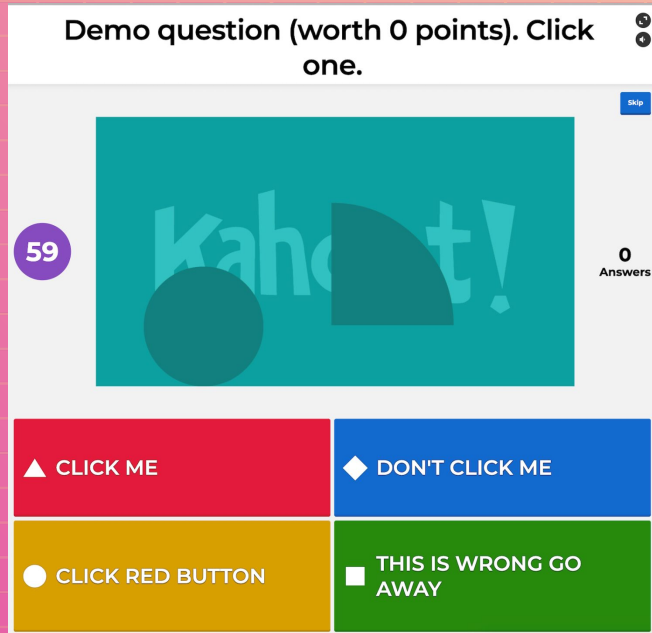 Demo question (worth 0 points). Click
one.
Skip
59
Kahoot!
0
Answers
CLICK ME
DON'T CLICK ME
CLICK RED BUTTON
THIS IS WRONG GO
AWAY